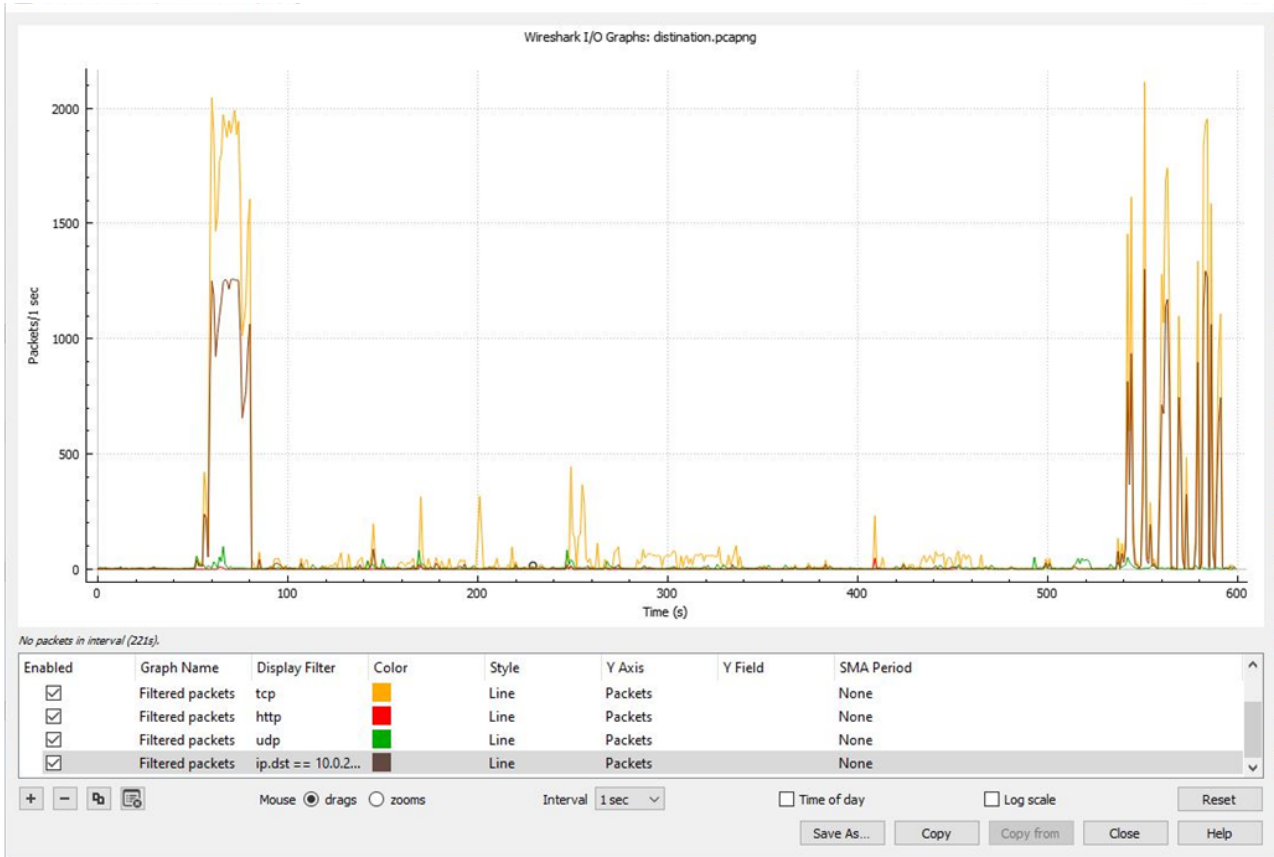 Wireshark I/O Graphs: distination.pcapng
2000
1500
1000
500
0
Packets/1 sec
0 100 200 300 400 500 600
Time (s)
No packets in interval (221s).
Enabled Graph Name Display Filter Color Style Y Axis Y Field SMA Period
Filtered packets tcp Line Packets None
Filtered packets http Line Packets None
Filtered packets udp Line Packets None
Filtered packets ip.dst == 10.0.2... Line Packets None
Mouse drags zooms Interval 1 sec Time of day Log scale Reset
Save As... Copy Copy from Close Help